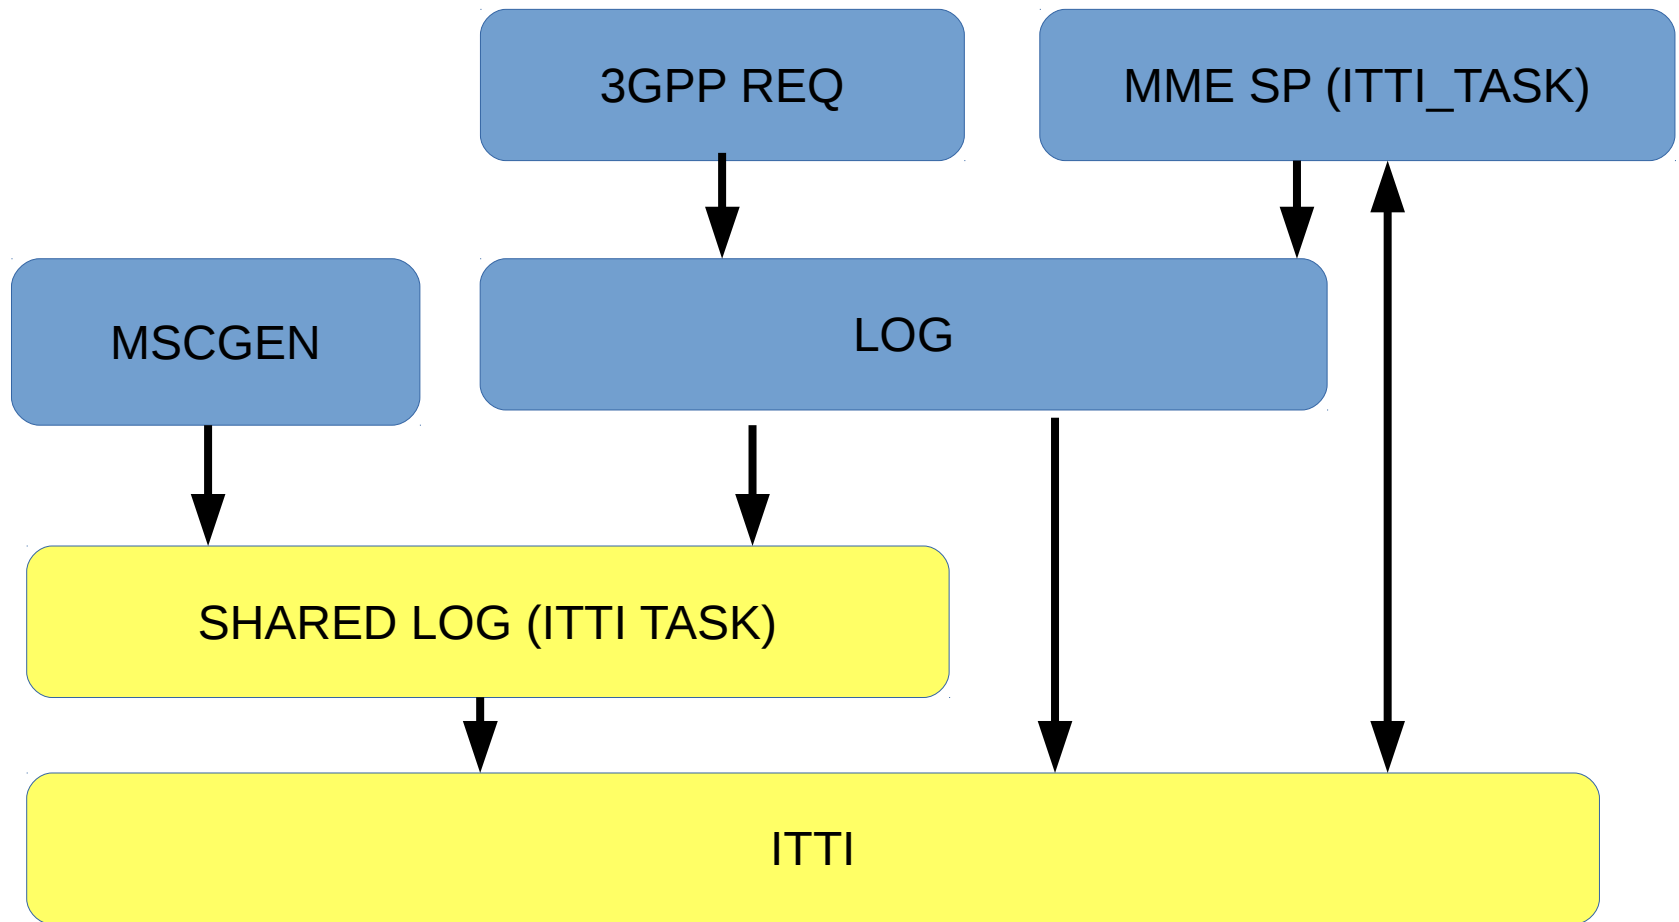 3GPP REQ
MME SP (ITTI_TASK)
MSCGEN
LOG
SHARED LOG (ITTI TASK)
ITTI